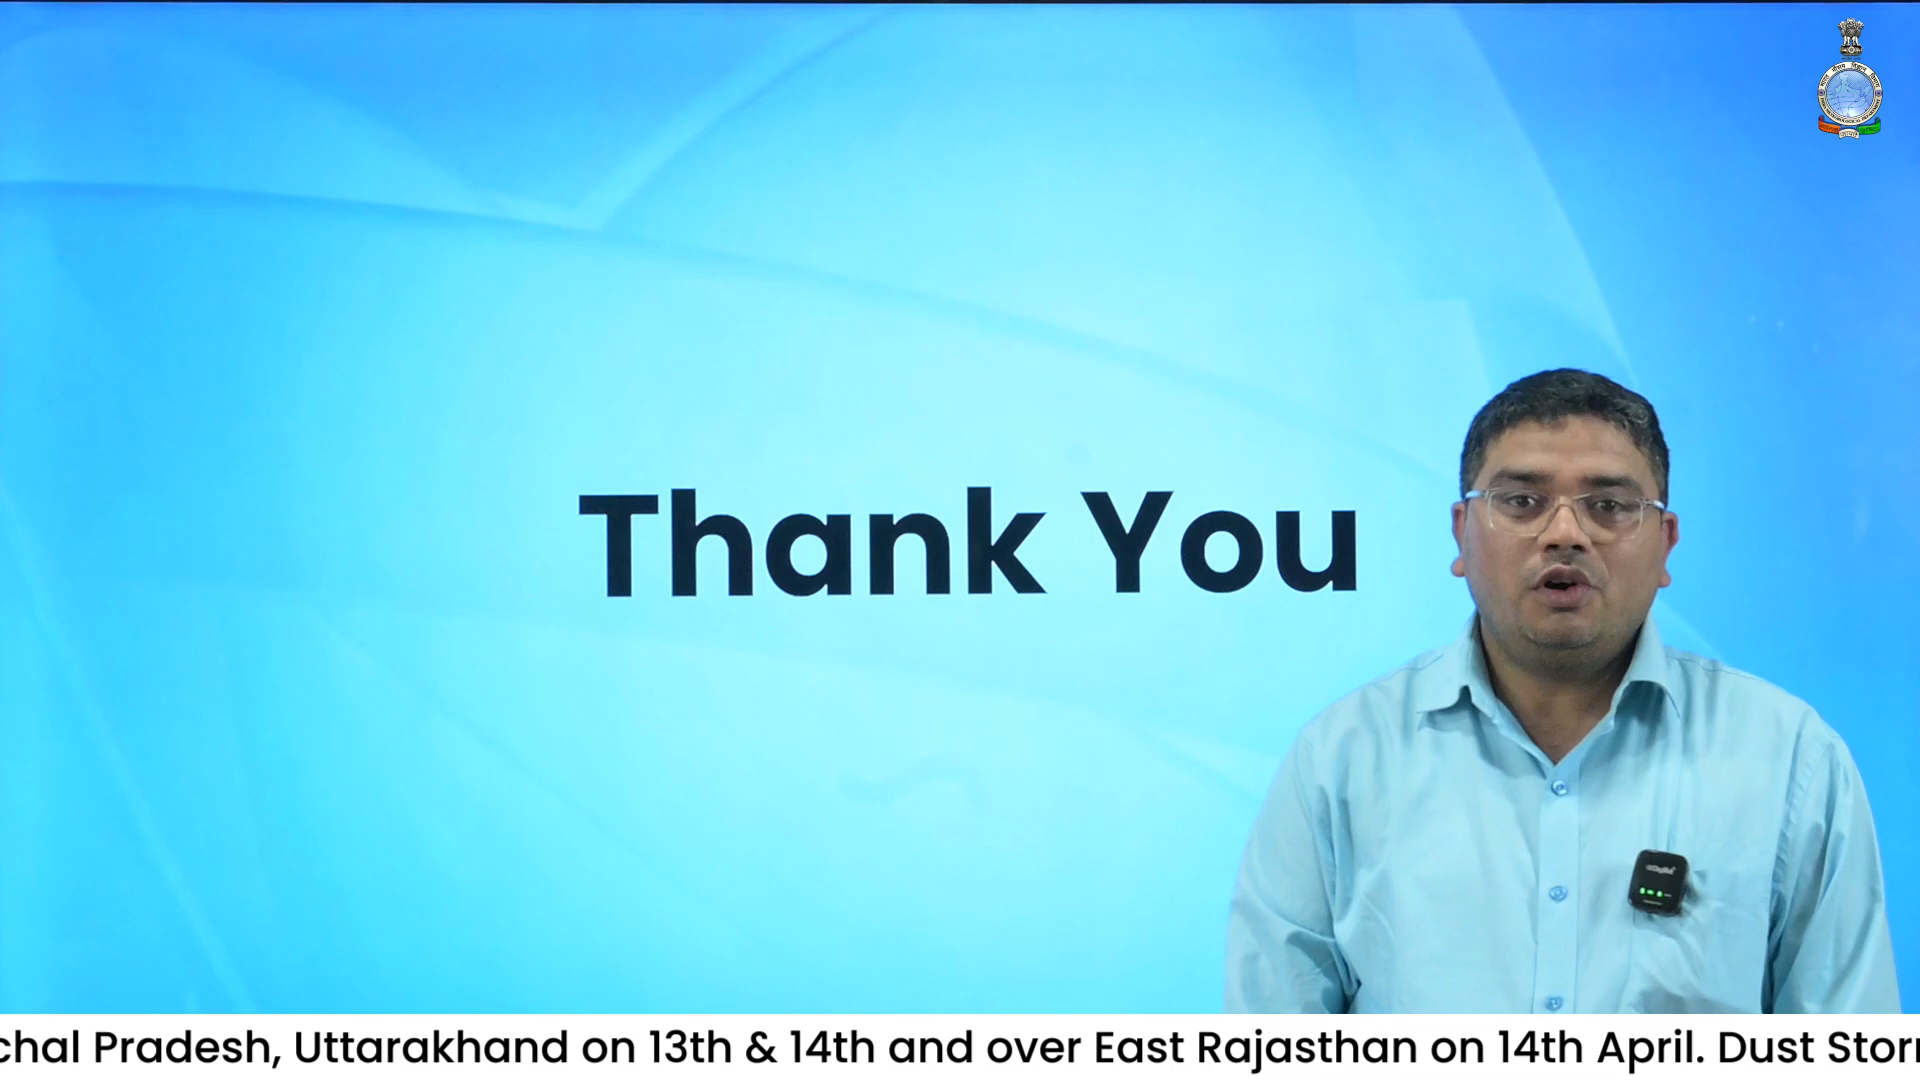 Thank You
chal Pradesh, Uttarakhand on 13th & 14th and over East Rajasthan on 14th April. Dust Stor